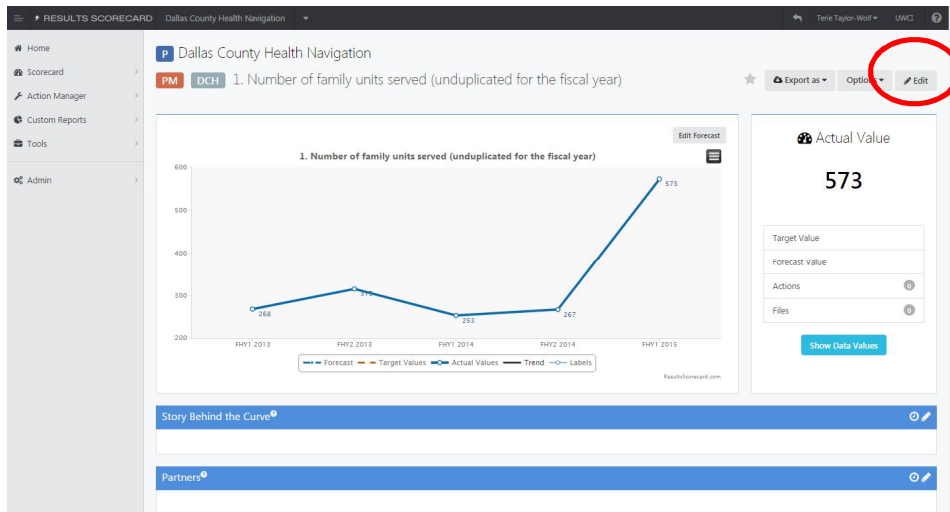 RESULTS SCORECARD Dallas County Health Navigation Terie Taylor-Wolf UWCI ?
Home
Scorecard
Action Manager
Custom Reports
Tools
Admin
P Dallas County Health Navigation
PM DCH 1. Number of family units served (unduplicated for the fiscal year) Export as Options Edit
Edit Forecast
1. Number of family units served (unduplicated for the fiscal year)
600
500
400
300
200
268
253
267
573
FHY1 2013 FHY2 2013 FHY1 2014 FHY2 2014 FHY1 2015
Forecast Target Values Actual Values Trend Labels
ResultsScorecard.com
Actual Value
573
Target Value
Forecast Value
Actions 0
Files 0
Show Data Values
Story Behind the Curve ?
Partners ?